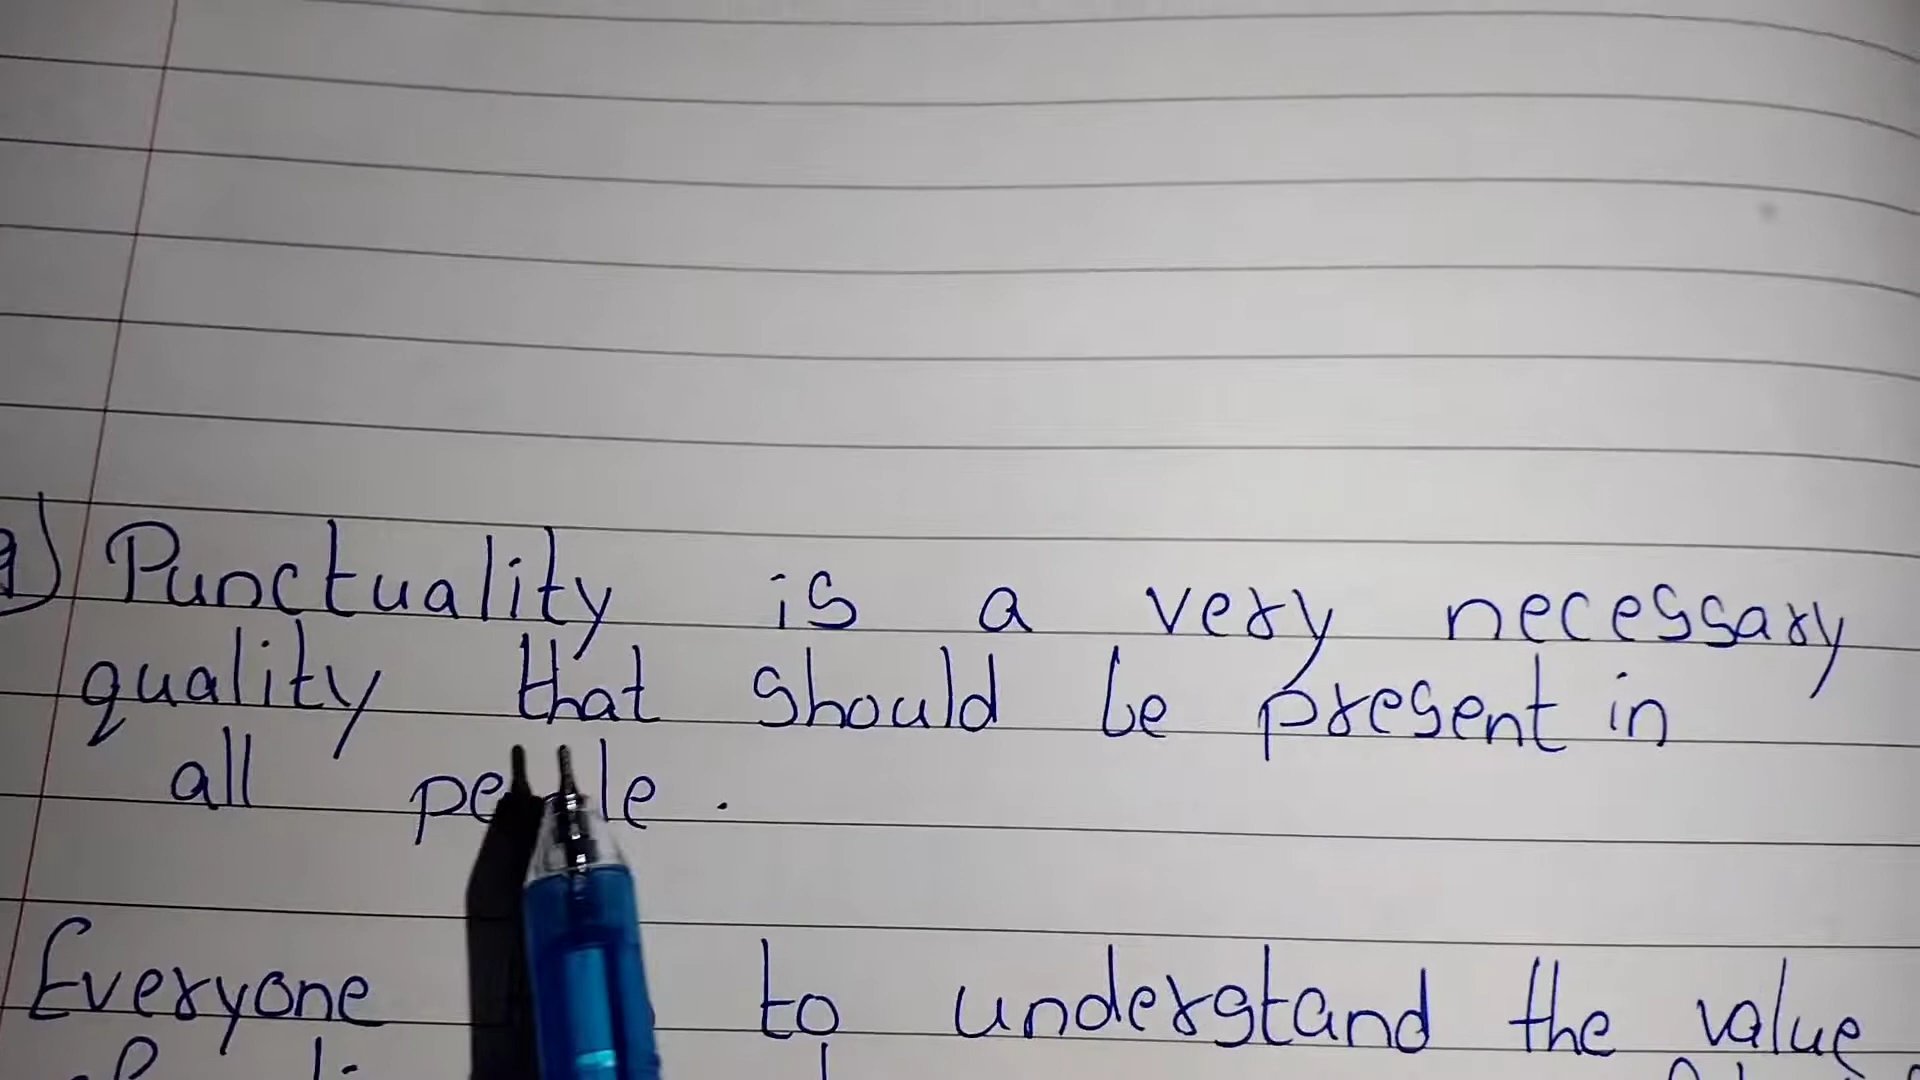 Punctuality is a very necessary
quality that should be present in
all
Everyone to understand the value